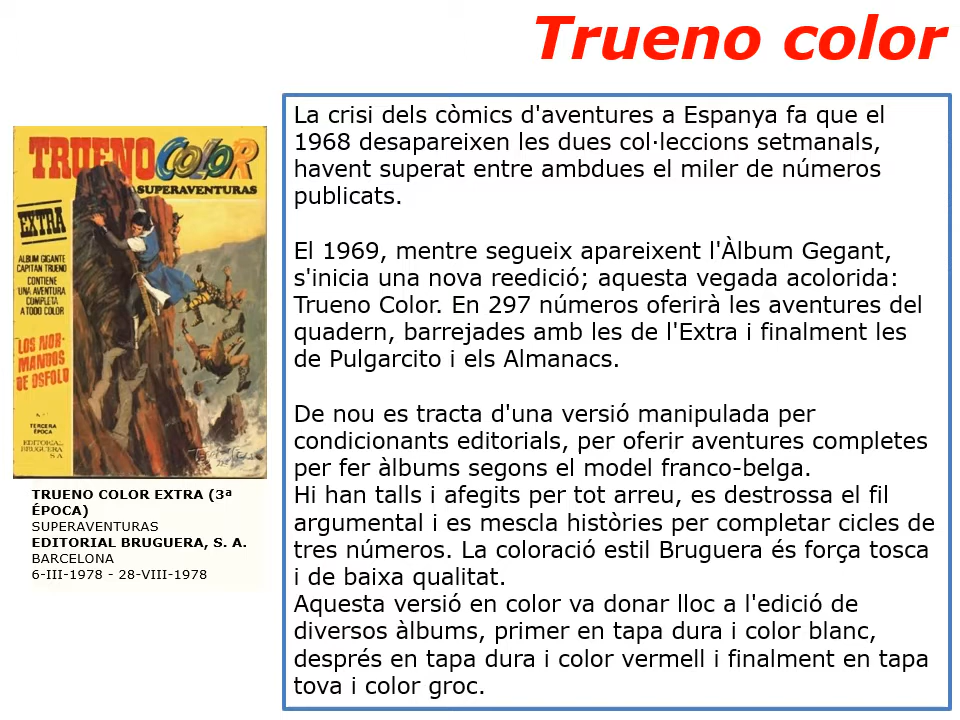 Trueno color
TRUENO COLOR
SUPERAVENTURAS
EXTRA
ALBUM GIGANTE
CAPITAN TRUENO
CONTIENE
UNA AVENTURA
COMPLETA
A TODO COLOR
LOS NOR-
MANDOS
DE OSFOLD
TERCERA
ÉPOCA
EDITORIAL
BRUGUERA
S A
TRUENO COLOR EXTRA (3ª
ÉPOCA)
SUPERAVENTURAS
EDITORIAL BRUGUERA, S. A.
BARCELONA
6-III-1978 - 28-VIII-1978
La crisi dels còmics d'aventures a Espanya fa que el
1968 desapareixen les dues col·leccions setmanals,
havent superat entre ambdues el miler de números
publicats.
El 1969, mentre segueix apareixent l'Àlbum Gegant,
s'inicia una nova reedició; aquesta vegada acolorida:
Trueno Color. En 297 números oferirà les aventures del
quadern, barrejades amb les de l'Extra i finalment les
de Pulgarcito i els Almanacs.
De nou es tracta d'una versió manipulada per
condicionants editorials, per oferir aventures completes
per fer àlbums segons el model franco-belga.
Hi han talls i afegits per tot arreu, es destrossa el fil
argumental i es mescla històries per completar cicles de
tres números. La coloració estil Bruguera és força tosca
i de baixa qualitat.
Aquesta versió en color va donar lloc a l'edició de
diversos àlbums, primer en tapa dura i color blanc,
després en tapa dura i color vermell i finalment en tapa
tova i color groc.